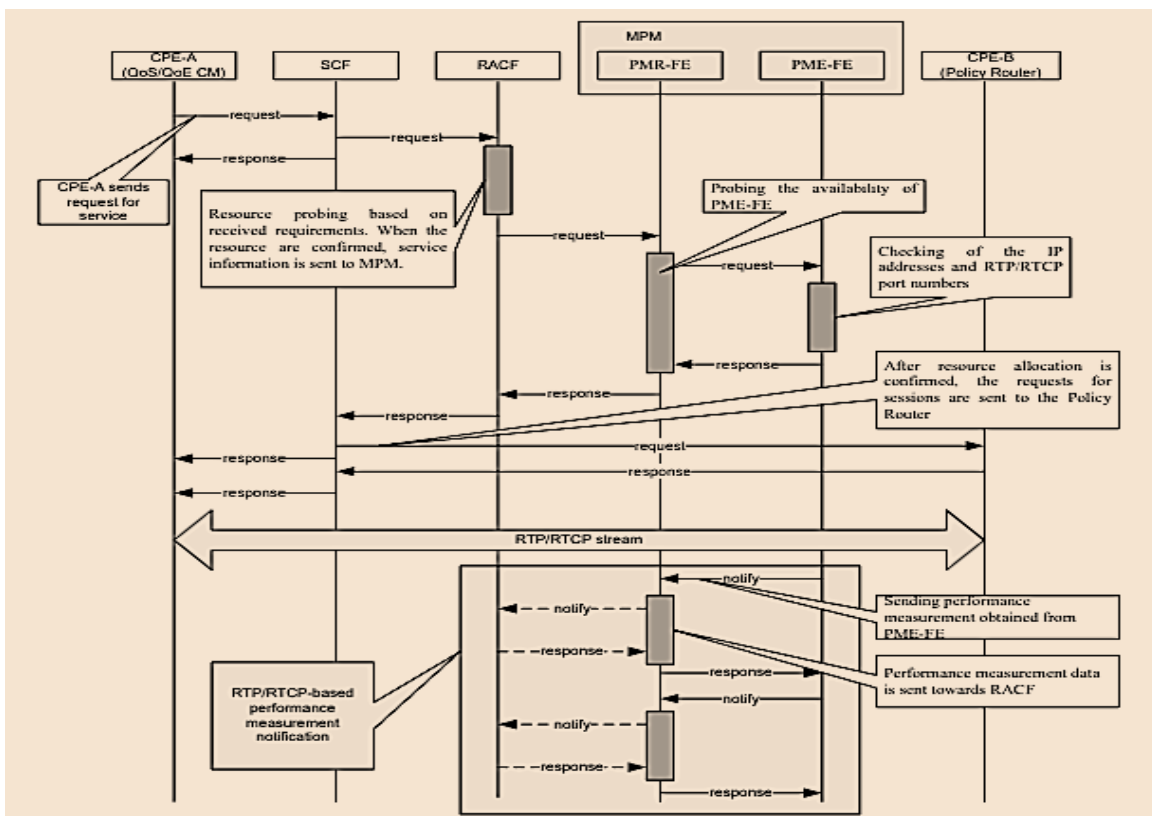 MPM
CPE-A
(QoS/QoE CM)
SCF
RACF
PMR-FE
PME-FE
CPE-B
(Policy Router)
request
request
response
CPE-A sends
request for
service
Resource probing based on
received requirements. When the
resource are confirmed, service
information is sent to MPM.
Probing the availability of
PME-FE
request
request
Checking of the IP
addresses and RTP/RTCP
port numbers
response
response
response
After resource allocation is
confirmed, the requests for
sessions are sent to the Policy
Router
request
response
response
response
RTP/RTCP stream
notify
notify
Sending performance
measurement obtained from
PME-FE
response
response
Performance measurement data
is sent towards RACF
notify
notify
RTP/RTCP-based
performance
measurement
notification
response
response